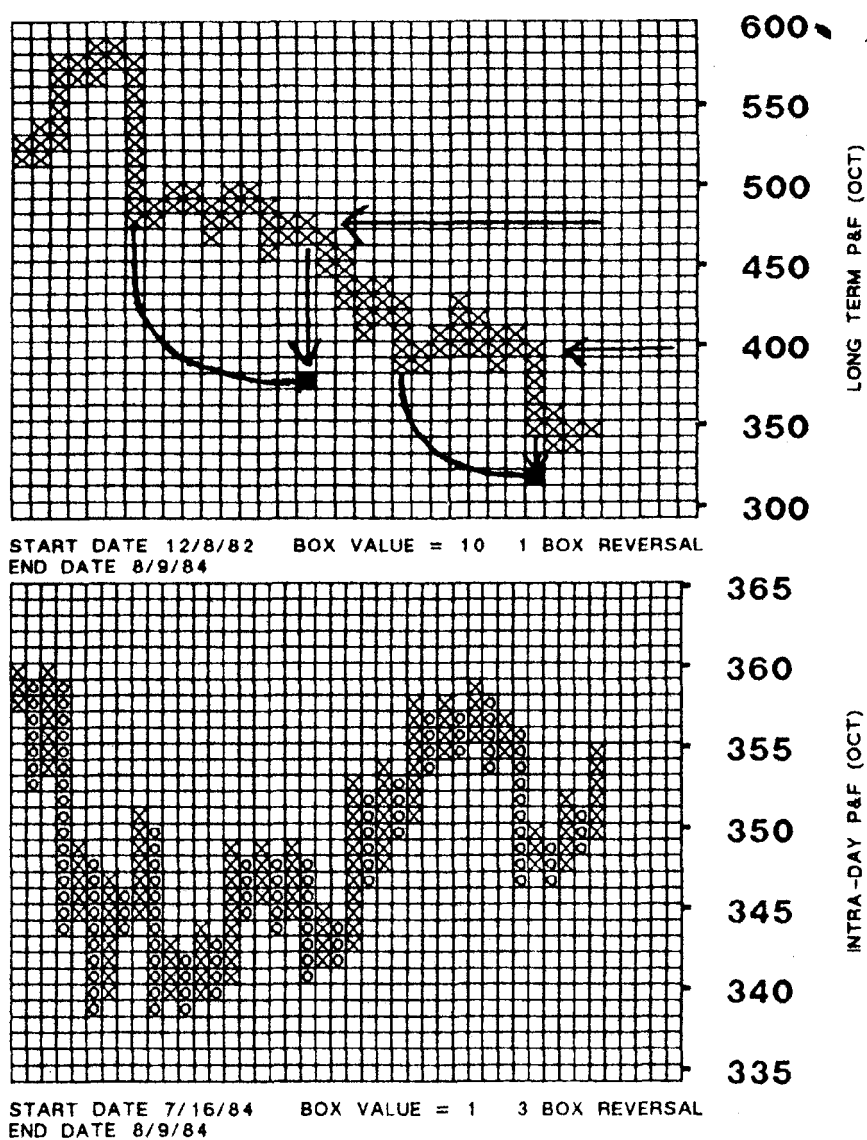 600
550
500
450
400
350
300
LONG TERM P&F (OCT)
START DATE 12/8/82 BOX VALUE = 10 1 BOX REVERSAL
END DATE 8/9/84
365
360
355
350
345
340
335
INTRA-DAY P&F (OCT)
START DATE 7/16/84 BOX VALUE = 1 3 BOX REVERSAL
END DATE 8/9/84